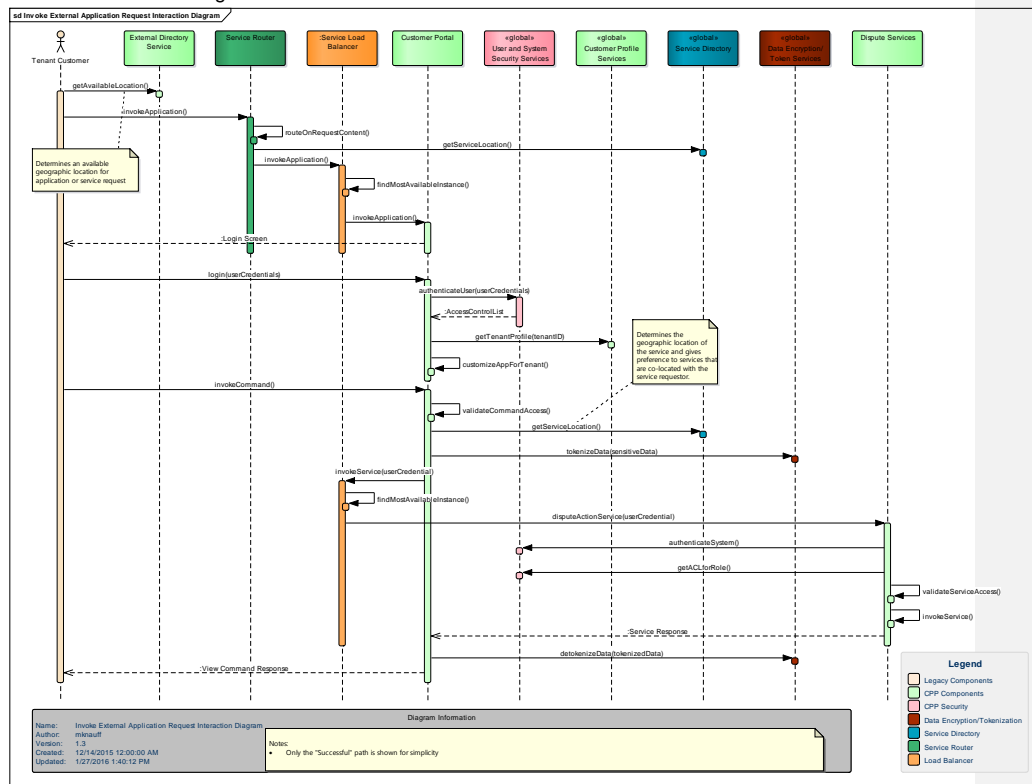 sd Invoke External Application Request Interaction Diagram
Tenant Customer
External Directory
Service
Service Router
:Service Load
Balancer
Customer Portal
«global»
User and System
Security Services
«global»
Customer Profile
Services
«global»
Service Directory
«global»
Data Encryption/
Token Services
Dispute Services
getAvailableLocation()
invokeApplication()
routeOnRequestContent()
getServiceLocation()
Determines an available
geographic location for
application or service request
invokeApplication()
findMostAvailableInstance()
invokeApplication()
:Login Screen
login(userCredentials)
authenticateUser(userCredentials)
:AccessControlList
getTenantProfile(tenantID)
Determines the
geographic location of
the service and gives
preference to services that
are co-located with the
service requestor.
customizeAppForTenant()
invokeCommand()
validateCommandAccess()
getServiceLocation()
tokenizeData(sensitiveData)
invokeService(userCredential)
findMostAvailableInstance()
disputeActionService(userCredential)
authenticateSystem()
getACLforRole()
validateServiceAccess()
invokeService()
:Service Response
detokenizeData(tokenizedData)
:View Command Response
Legend
Legacy Components
CPP Components
CPP Security
Data Encryption/Tokenization
Service Directory
Service Router
Load Balancer
Diagram Information
Name: Invoke External Application Request Interaction Diagram
Author: mknauff
Version: 1.3
Created: 12/14/2015 12:00:00 AM
Updated: 1/27/2016 1:40:12 PM
Notes:
• Only the "Successful" path is shown for simplicity